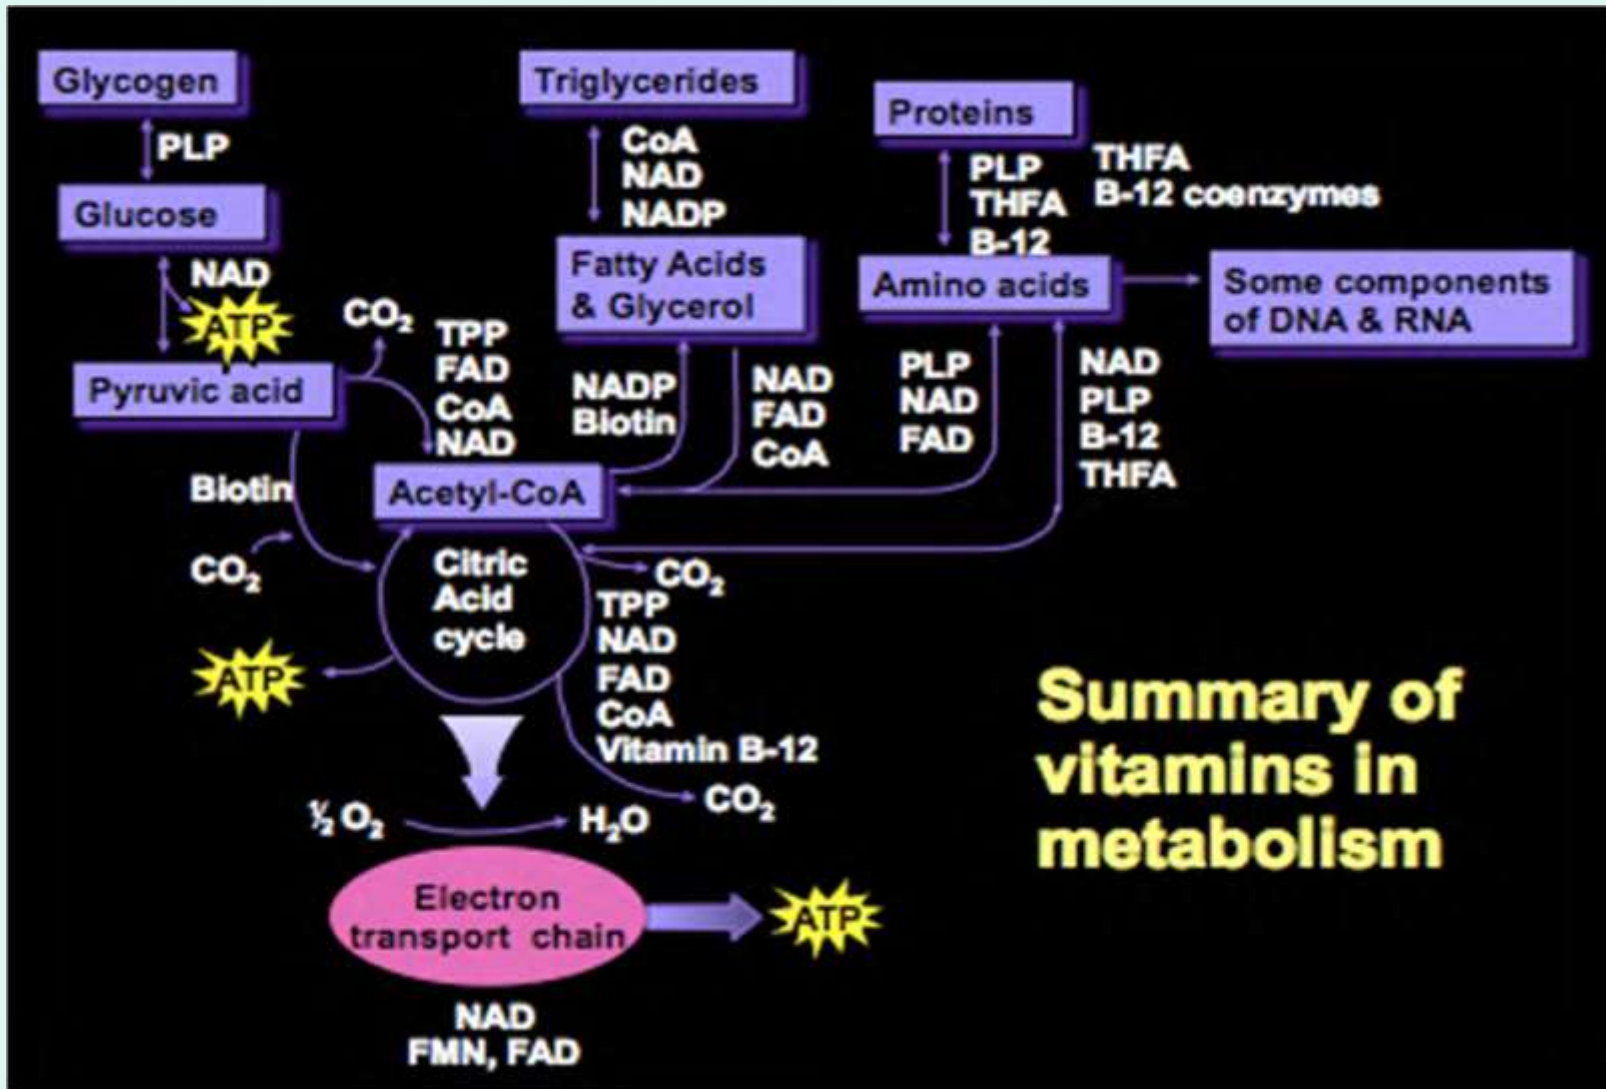 Glycogen
PLP
Glucose
NAD
ATP
Pyruvic acid
CO₂
TPP
FAD
CoA
NAD
Biotin
CO₂
Triglycerides
CoA
NAD
NADP
Fatty Acids
& Glycerol
NADP
Biotin
NAD
FAD
CoA
Proteins
PLP
THFA
B-12
THFA
B-12 coenzymes
Amino acids
Some components
of DNA & RNA
PLP
NAD
FAD
NAD
PLP
B-12
THFA
Acetyl-CoA
Citric
Acid
cycle
CO₂
TPP
NAD
FAD
CoA
Vitamin B-12
CO₂
ATP
½ O₂
H₂O
Electron
transport chain
ATP
NAD
FMN, FAD
Summary of
vitamins in
metabolism